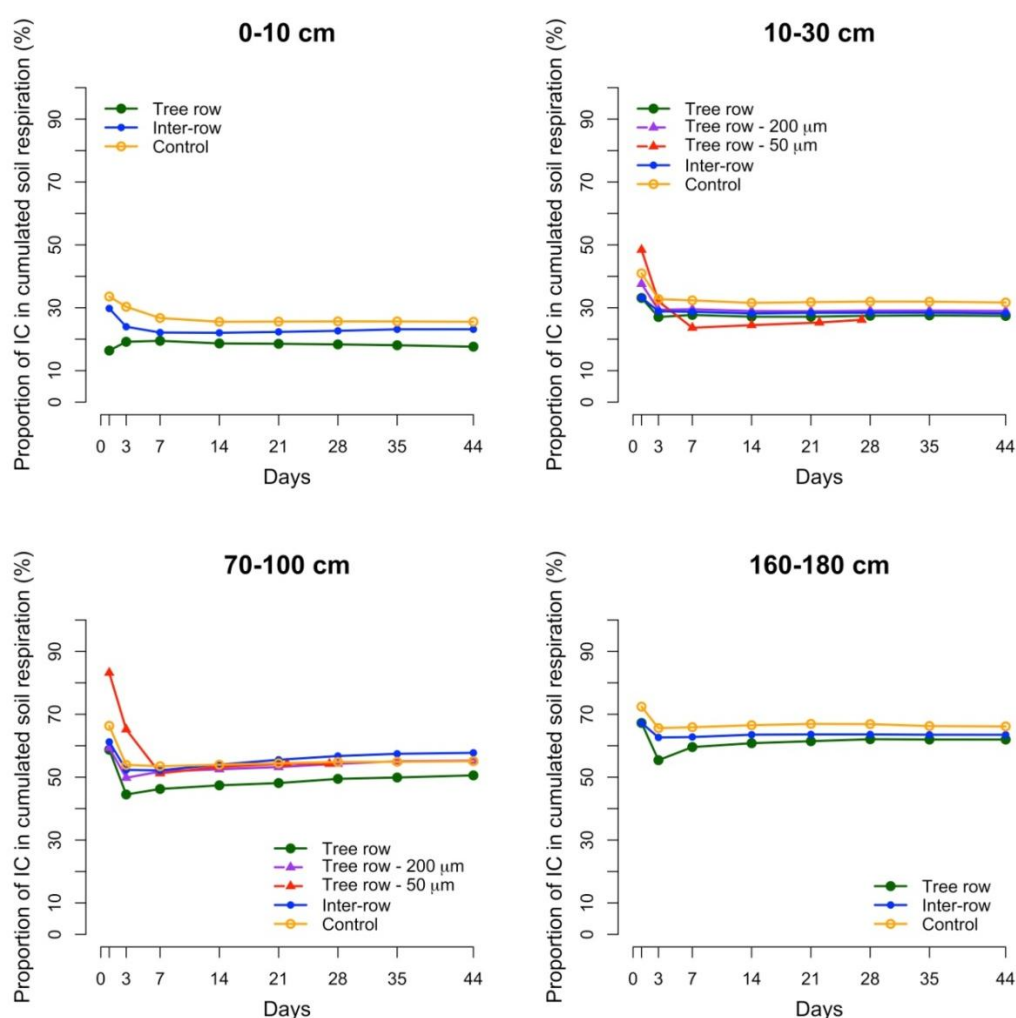 0-10 cm
Proportion of IC in cumulated soil respiration (%)
90
70
50
30
10
0
Tree row
Inter-row
Control
0 3 7 14 21 28 35 44
Days
10-30 cm
Proportion of IC in cumulated soil respiration (%)
90
70
50
30
10
0
Tree row
Tree row - 200 µm
Tree row - 50 µm
Inter-row
Control
0 3 7 14 21 28 35 44
Days
70-100 cm
Proportion of IC in cumulated soil respiration (%)
90
70
50
30
10
0
Tree row
Tree row - 200 µm
Tree row - 50 µm
Inter-row
Control
0 3 7 14 21 28 35 44
Days
160-180 cm
Proportion of IC in cumulated soil respiration (%)
90
70
50
30
10
0
Tree row
Inter-row
Control
0 3 7 14 21 28 35 44
Days